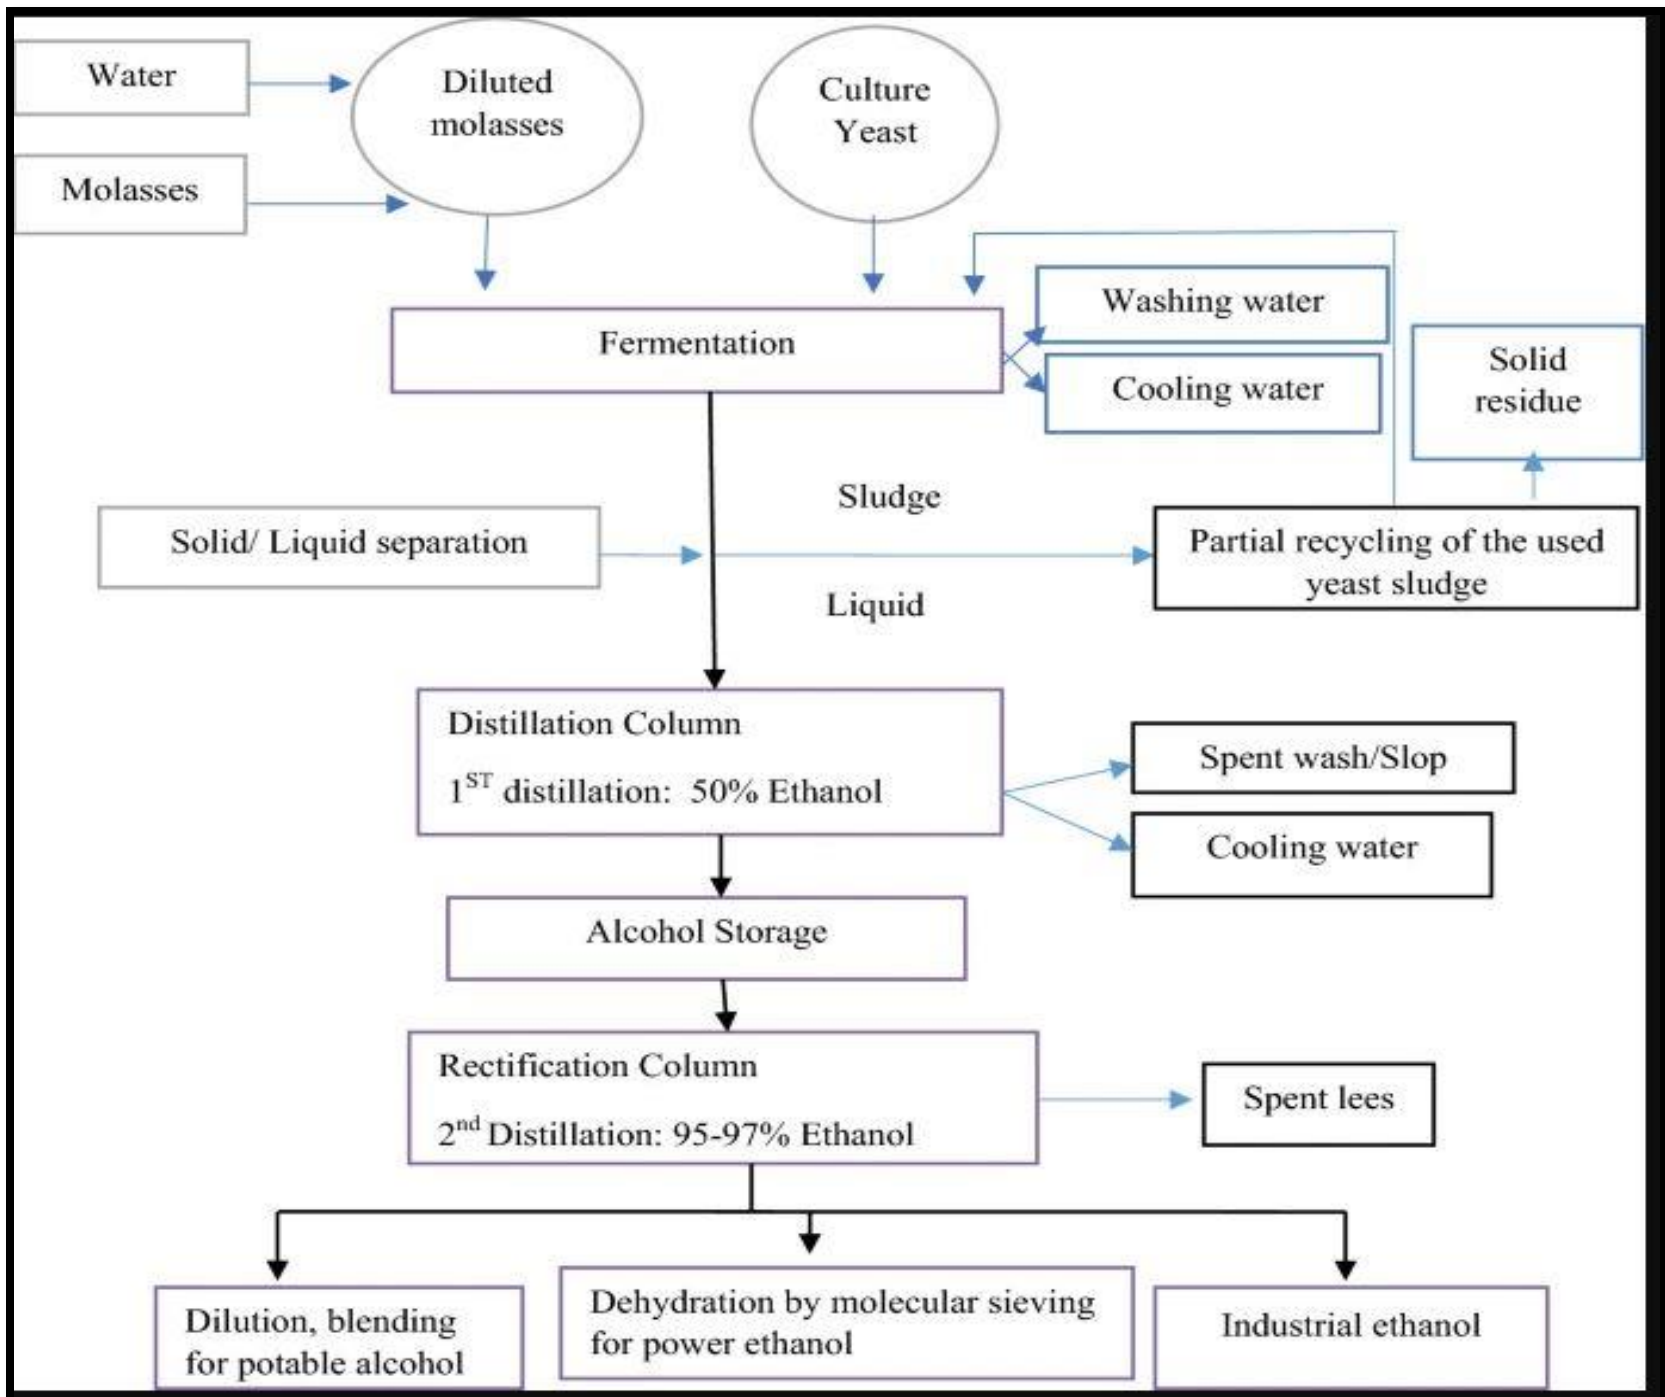 Water
Diluted
molasses
Culture
Yeast
Molasses
Fermentation
Washing water
Cooling water
Solid
residue
Sludge
Solid/ Liquid separation
Partial recycling of the used
yeast sludge
Liquid
Distillation Column
1ST distillation: 50% Ethanol
Spent wash/Slop
Cooling water
Alcohol Storage
Rectification Column
2nd Distillation: 95-97% Ethanol
Spent lees
Dilution, blending
for potable alcohol
Dehydration by molecular sieving
for power ethanol
Industrial ethanol